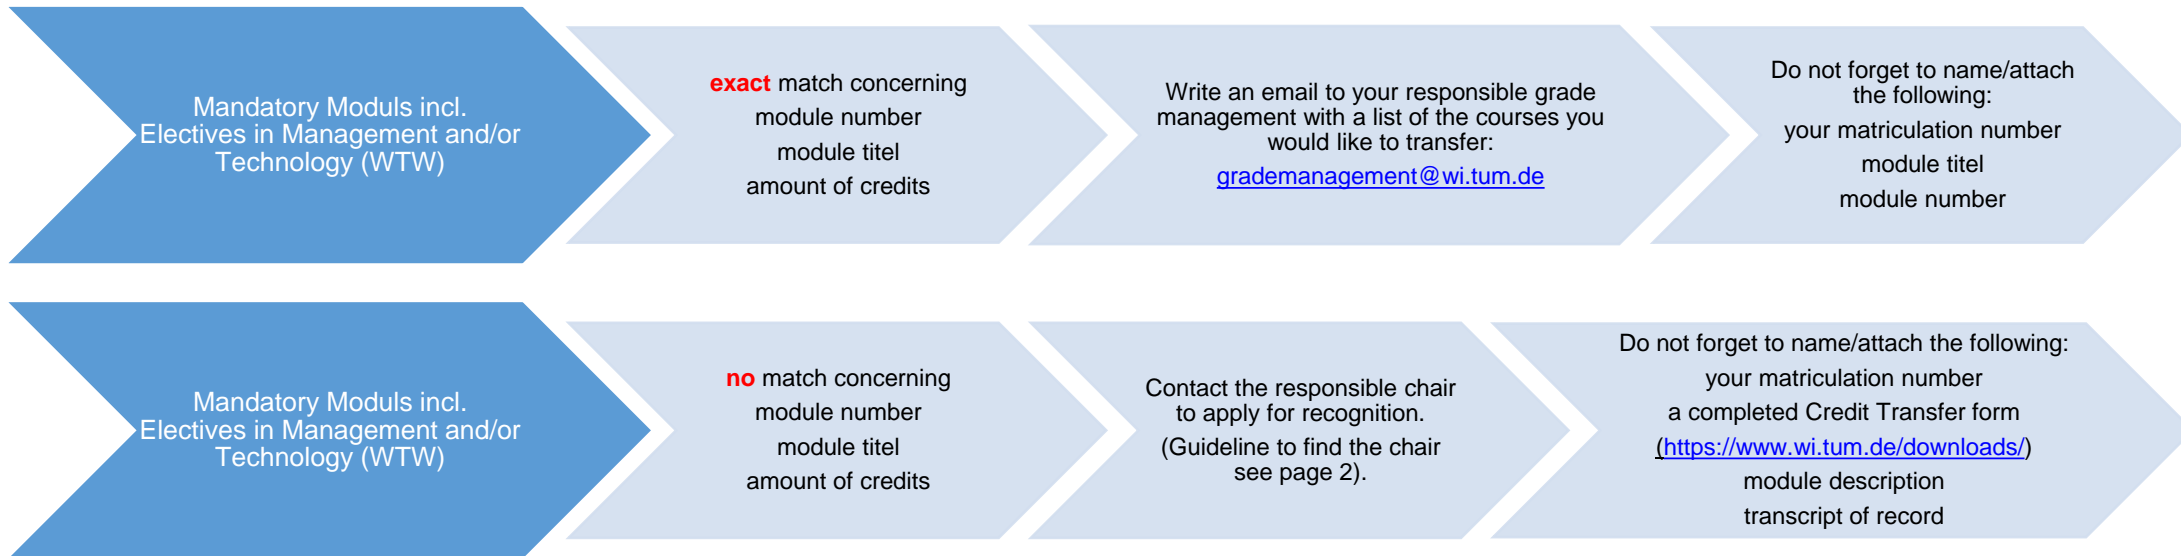 Mandatory Moduls incl.
Electives in Management and/or
Technology (WTW)
exact match concerning
module number
module titel
amount of credits
Write an email to your responsible grade
management with a list of the courses you
would like to transfer:
grademanagement@wi.tum.de
Do not forget to name/attach
the following:
your matriculation number
module titel
module number
Mandatory Moduls incl.
Electives in Management and/or
Technology (WTW)
no match concerning
module number
module titel
amount of credits
Contact the responsible chair
to apply for recognition.
(Guideline to find the chair
see page 2).
Do not forget to name/attach the following:
your matriculation number
a completed Credit Transfer form
(https://www.wi.tum.de/downloads/)
module description
transcript of record